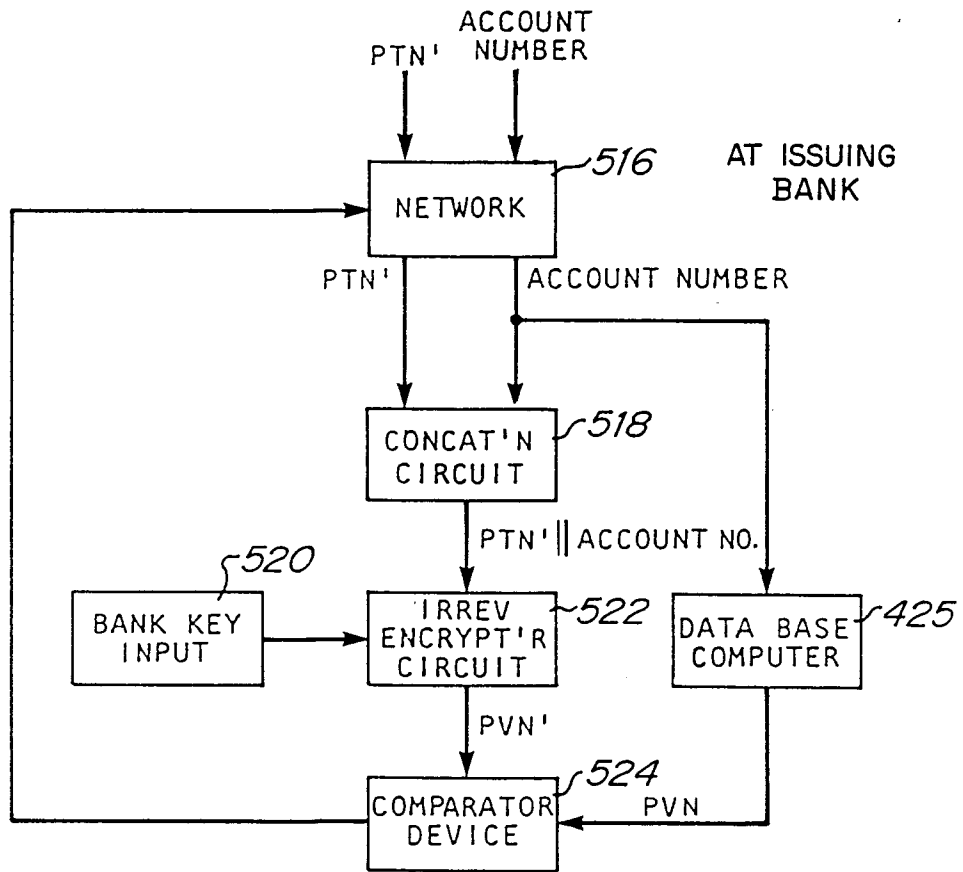 ACCOUNT
NUMBER
PTN'
516
AT ISSUING
BANK
NETWORK
PTN'
ACCOUNT NUMBER
518
CONCAT'N
CIRCUIT
PTN' || ACCOUNT NO.
520
BANK KEY
INPUT
522
IRREV
ENCRYPT'R
CIRCUIT
425
DATA BASE
COMPUTER
PVN'
524
COMPARATOR
DEVICE
PVN